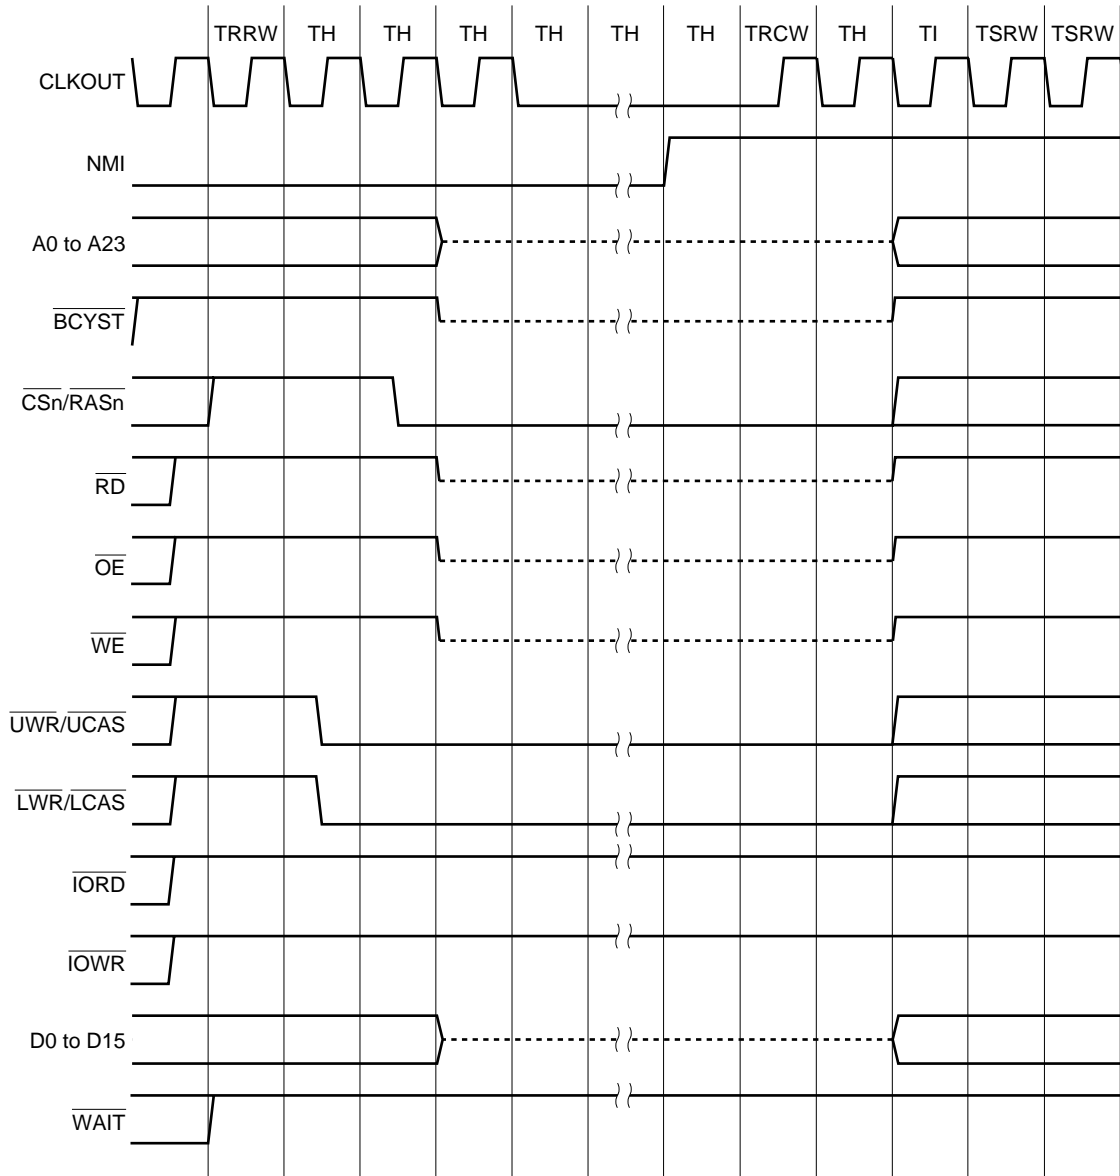 TRRW TH TH TH TH TH TH TRCW TH TI TSRW TSRW
CLKOUT
NMI
A0 to A23
BCYST
CSn/RASn
RD
OE
WE
UWR/UCAS
LWR/LCAS
IORD
IOWR
D0 to D15
WAIT